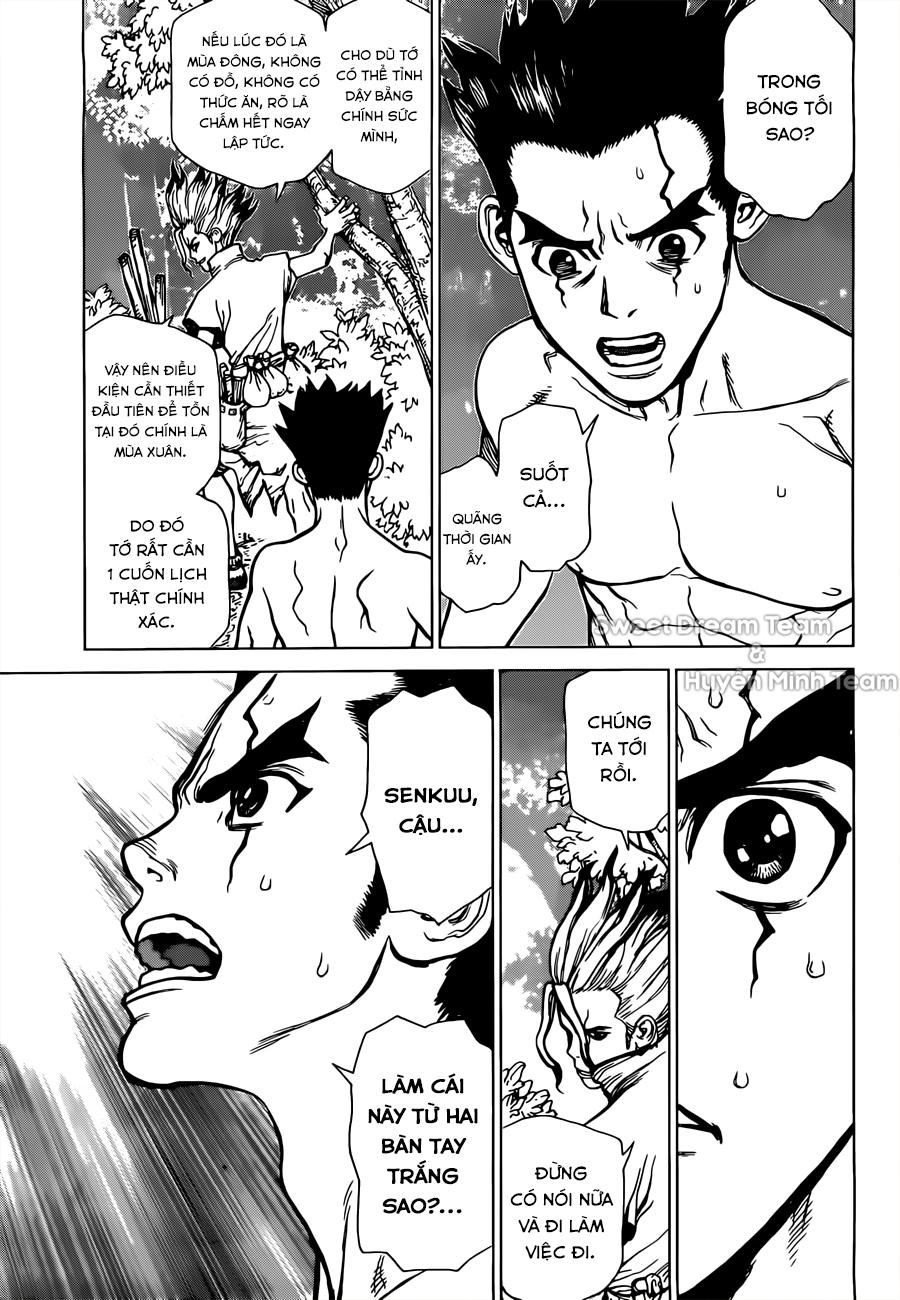 CHO DÙ TỚ
CÓ THỂ TỈNH
DẬY BẰNG
CHÍNH SỨC
MÌNH,
NẾU LÚC ĐÓ LÀ
MÙA ĐÔNG, KHÔNG
CÓ ĐỒ, KHÔNG CÓ
THỨC ĂN, RÕ LÀ
CHẤM HẾT NGAY
LẬP TỨC.
VẬY NÊN ĐIỀU
KIỆN CẦN THIẾT
ĐẦU TIÊN ĐỂ TỒN
TẠI ĐÓ CHÍNH LÀ
MÙA XUÂN.
DO ĐÓ
TỚ RẤT CẦN
1 CUỐN LỊCH
THẬT CHÍNH
XÁC.
TRONG
BÓNG TỐI
SAO?
SUỐT
CẢ...
QUÃNG
THỜI GIAN
ẤY.
Sweet Dream Team
&
Huyền Minh Team
CHÚNG
TA TỚI
RỒI.
ĐỪNG
CÓ NÓI NỮA
VÀ ĐI LÀM
VIỆC ĐI.
SENKUU,
CẬU...
LÀM CÁI
NÀY TỪ HAI
BÀN TAY
TRẮNG
SAO?...